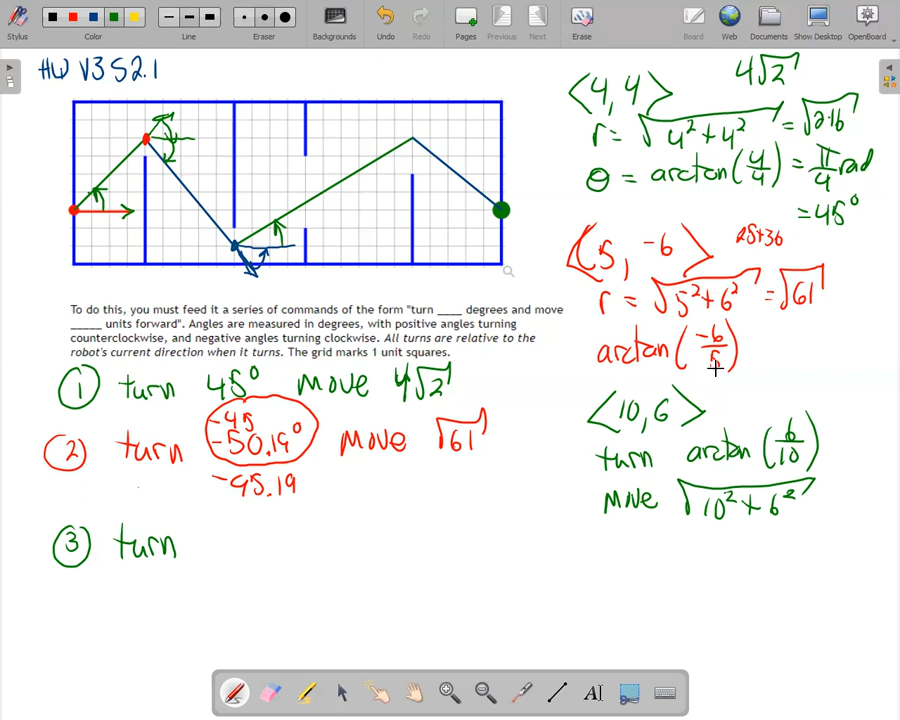 Stylus
Color
Line
Eraser
Backgrounds
Undo
Redo
Pages
Previous
Next
Erase
Board
Web
Documents
Show Desktop
OpenBoard
HW V3 S2.1
To do this, you must feed it a series of commands of the form "turn ____ degrees and move
_____ units forward". Angles are measured in degrees, with positive angles turning
counterclockwise, and negative angles turning clockwise. All turns are relative to the
robot's current direction when it turns. The grid marks 1 unit squares.
① turn 45° move 4√2
② turn -45 -50.19° move √61
-95.19
③ turn
<4, 4> 4√2
r = √4²+4² = √2·16
θ = arctan(4/4) = π/4 rad
= 45°
<5, -6> 25+36
r = √5²+6² = √61
arctan(-6/5)
<10, 6>
turn arctan(6/10)
move √10²+6²